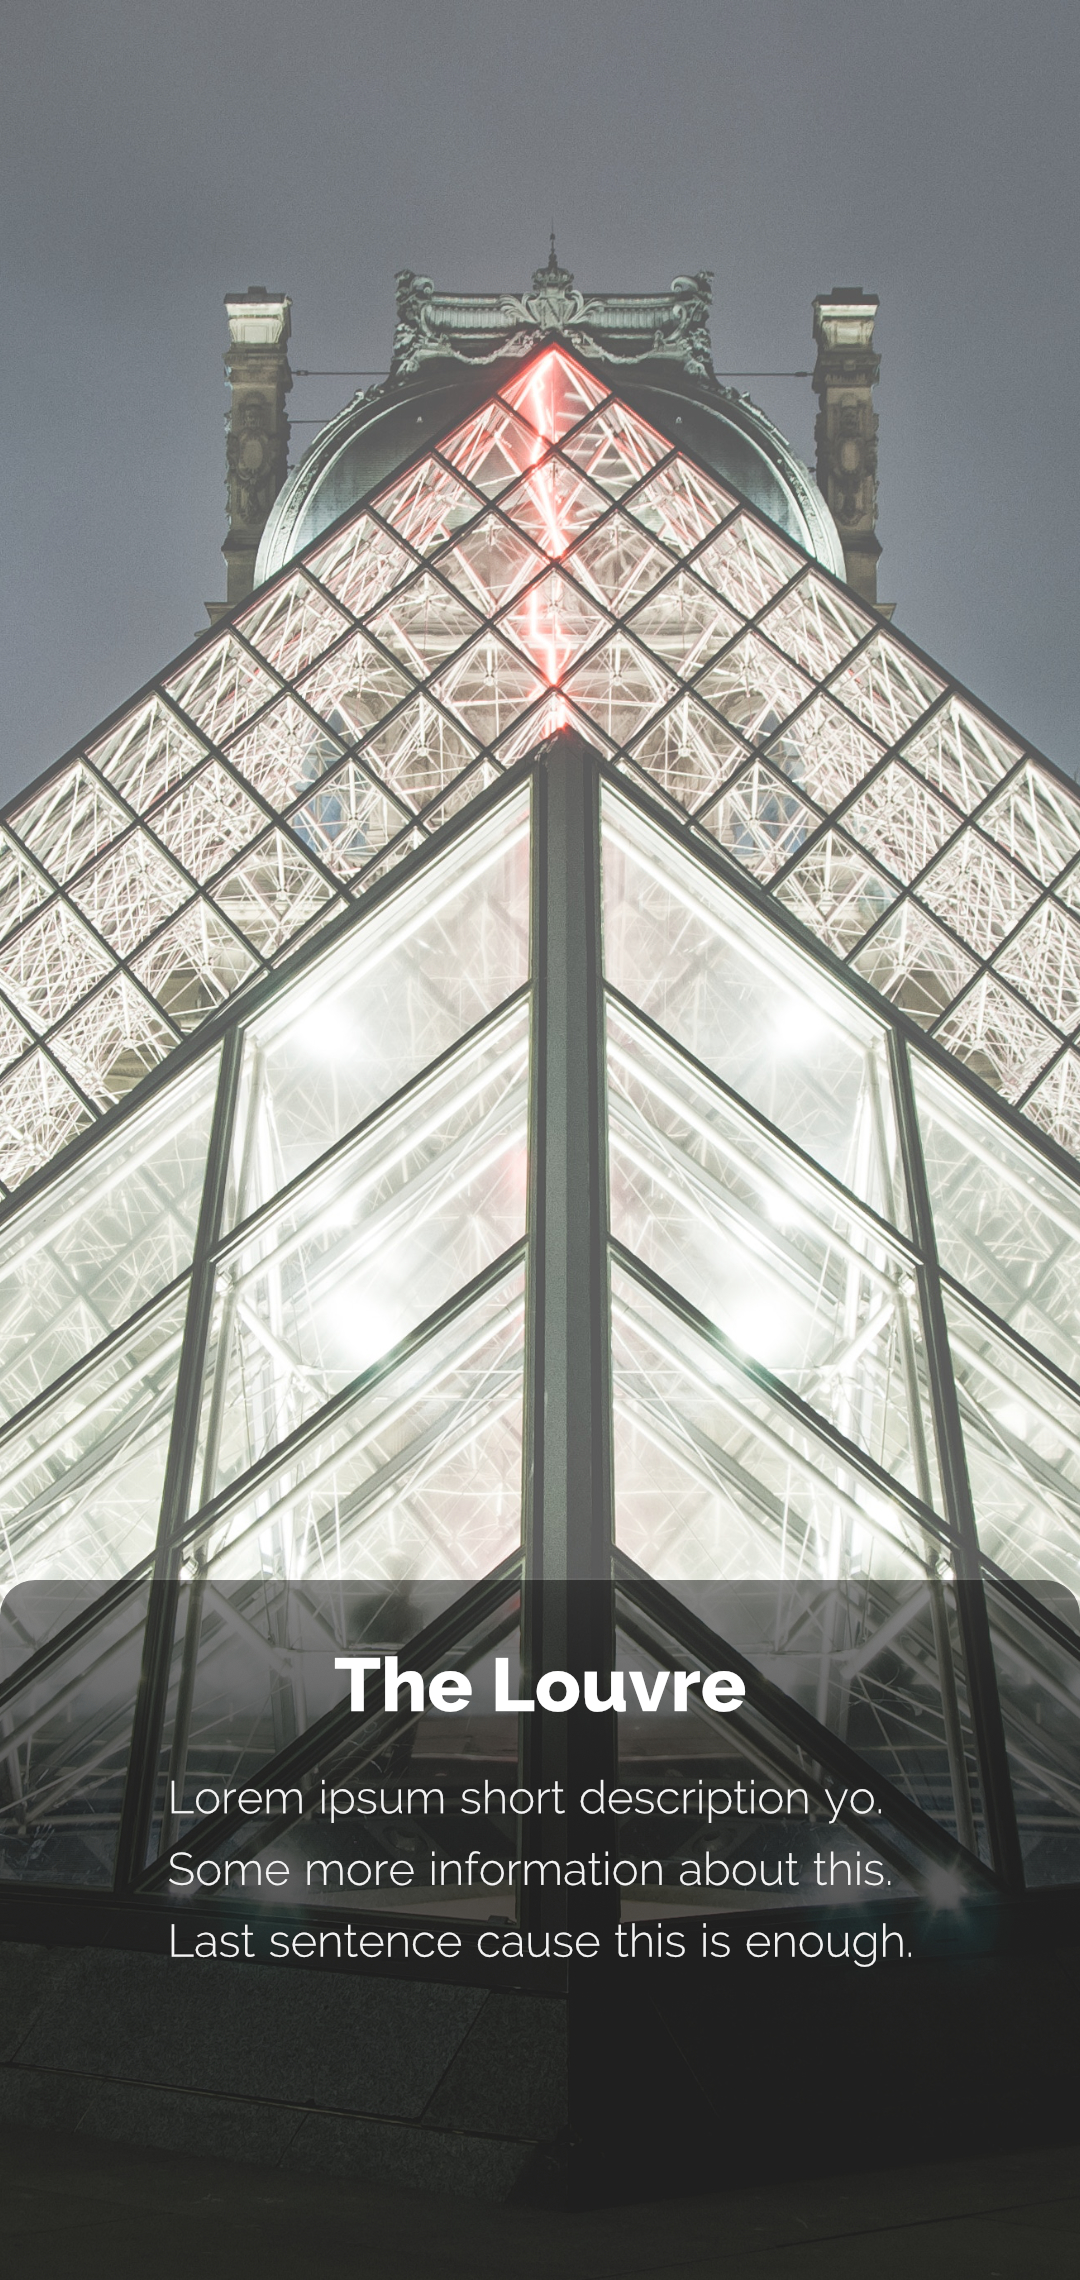 The Louvre
Lorem ipsum short description yo.
Some more information about this.
Last sentence cause this is enough.